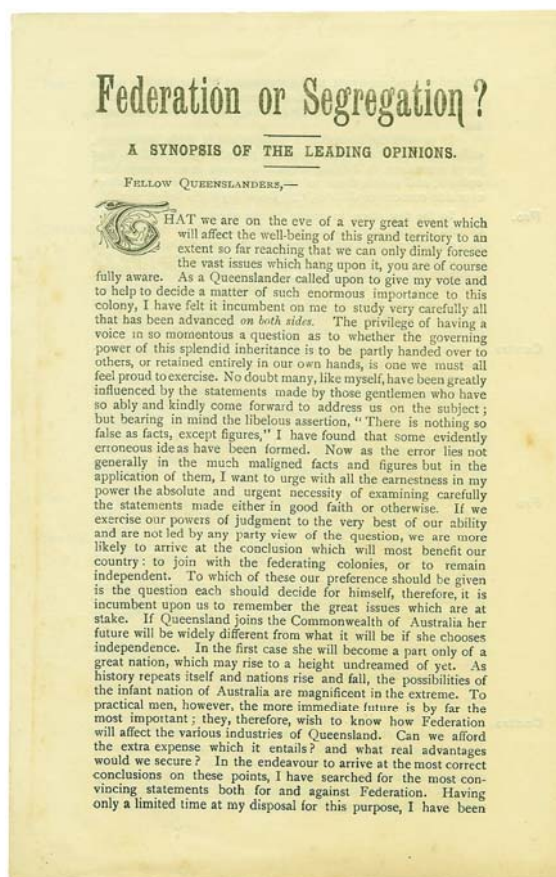 Federation or Segregation?
A SYNOPSIS OF THE LEADING OPINIONS.
FELLOW QUEENSLANDERS,—
THAT we are on the eve of a very great event which
will affect the well-being of this grand territory to an
extent so far reaching that we can only dimly foresee
the vast issues which hang upon it, you are of course
fully aware. As a Queenslander called upon to give my vote and
to help to decide a matter of such enormous importance to this
colony, I have felt it incumbent on me to study very carefully all
that has been advanced on both sides. The privilege of having a
voice in so momentous a question as to whether the governing
power of this splendid inheritance is to be partly handed over to
others, or retained entirely in our own hands, is one we must all
feel proud to exercise. No doubt many, like myself, have been greatly
influenced by the statements made by those gentlemen who have
so ably and kindly come forward to address us on the subject;
but bearing in mind the libelous assertion, "There is nothing so
false as facts, except figures," I have found that some evidently
erroneous ideas have been formed. Now as the error lies not
generally in the much maligned facts and figures but in the
application of them, I want to urge with all the earnestness in my
power the absolute and urgent necessity of examining carefully
the statements made either in good faith or otherwise. If we
exercise our powers of judgment to the very best of our ability
and are not led by any party view of the question, we are more
likely to arrive at the conclusion which will most benefit our
country: to join with the federating colonies, or to remain
independent. To which of these our preference should be given
is the question each should decide for himself, therefore, it is
incumbent upon us to remember the great issues which are at
stake. If Queensland joins the Commonwealth of Australia her
future will be widely different from what it will be if she chooses
independence. In the first case she will become a part only of a
great nation, which may rise to a height undreamed of yet. As
history repeats itself and nations rise and fall, the possibilities of
the infant nation of Australia are magnificent in the extreme. To
practical men, however, the more immediate future is by far the
most important; they, therefore, wish to know how Federation
will affect the various industries of Queensland. Can we afford
the extra expense which it entails? and what real advantages
would we secure? In the endeavour to arrive at the most correct
conclusions on these points, I have searched for the most con-
vincing statements both for and against Federation. Having
only a limited time at my disposal for this purpose, I have been